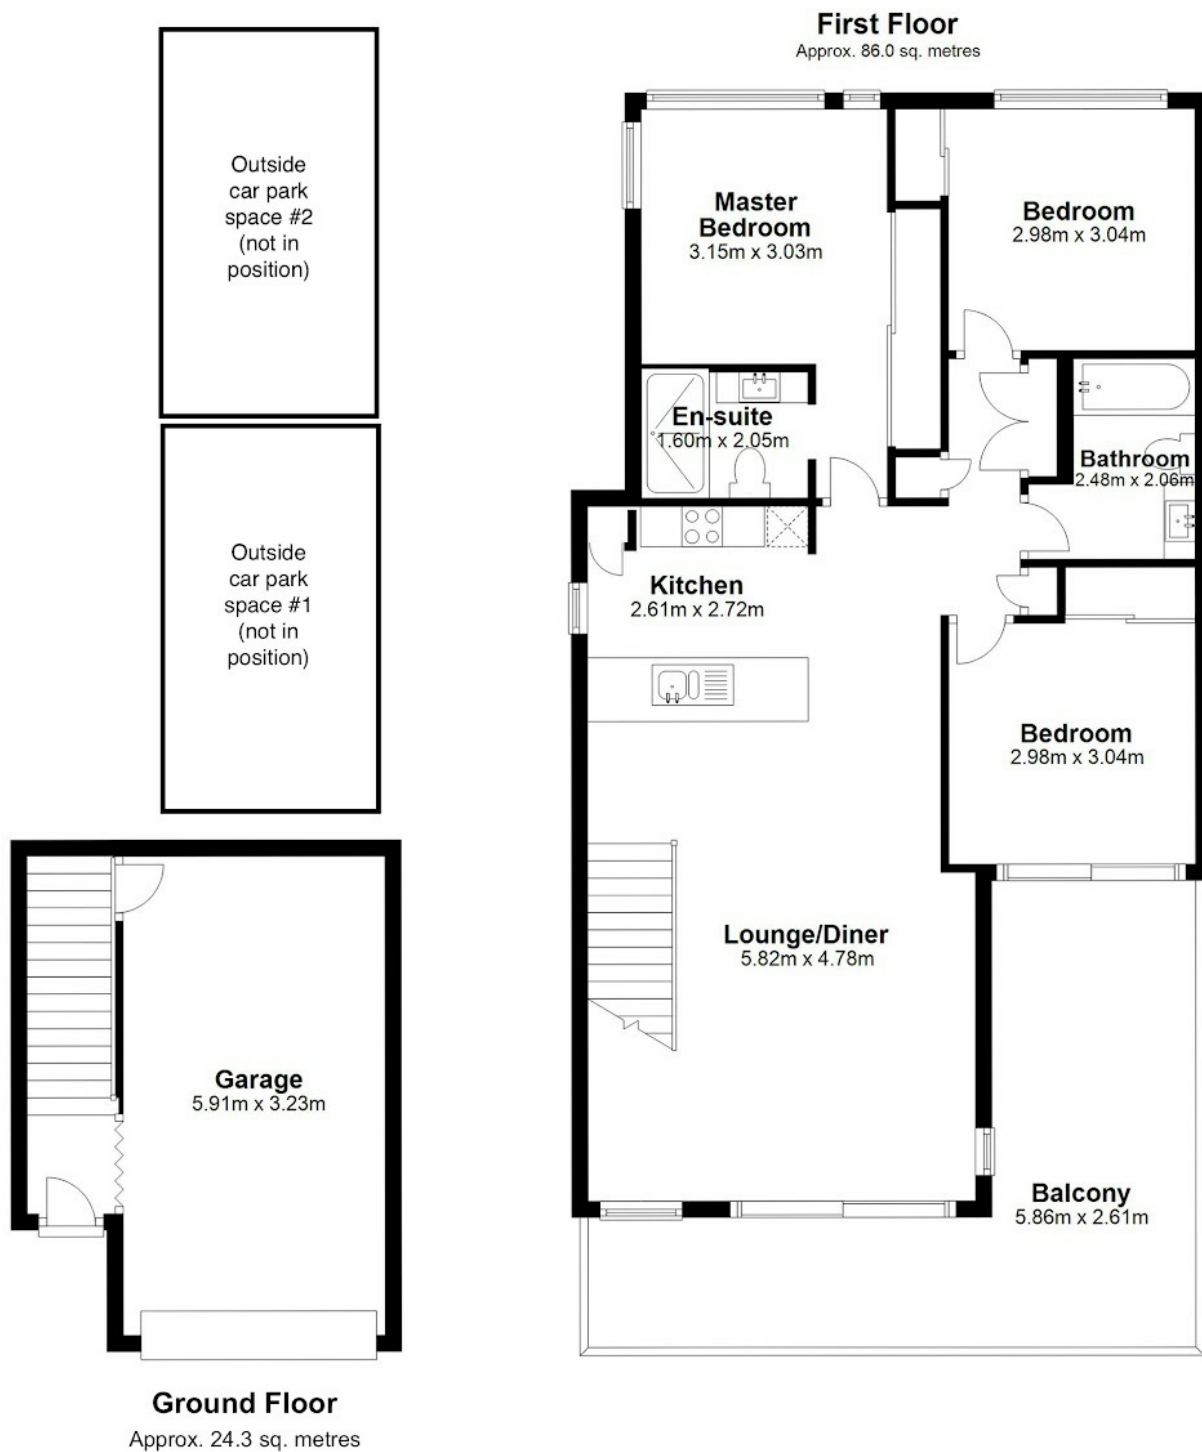 First Floor
Approx. 86.0 sq. metres
Outside
car park
space #2
(not in
position)
Master
Bedroom
3.15m x 3.03m
Bedroom
2.98m x 3.04m
En-suite
1.60m x 2.05m
Bathroom
2.48m x 2.06m
Outside
car park
space #1
(not in
position)
Kitchen
2.61m x 2.72m
Bedroom
2.98m x 3.04m
Lounge/Diner
5.82m x 4.78m
Garage
5.91m x 3.23m
Balcony
5.86m x 2.61m
Ground Floor
Approx. 24.3 sq. metres